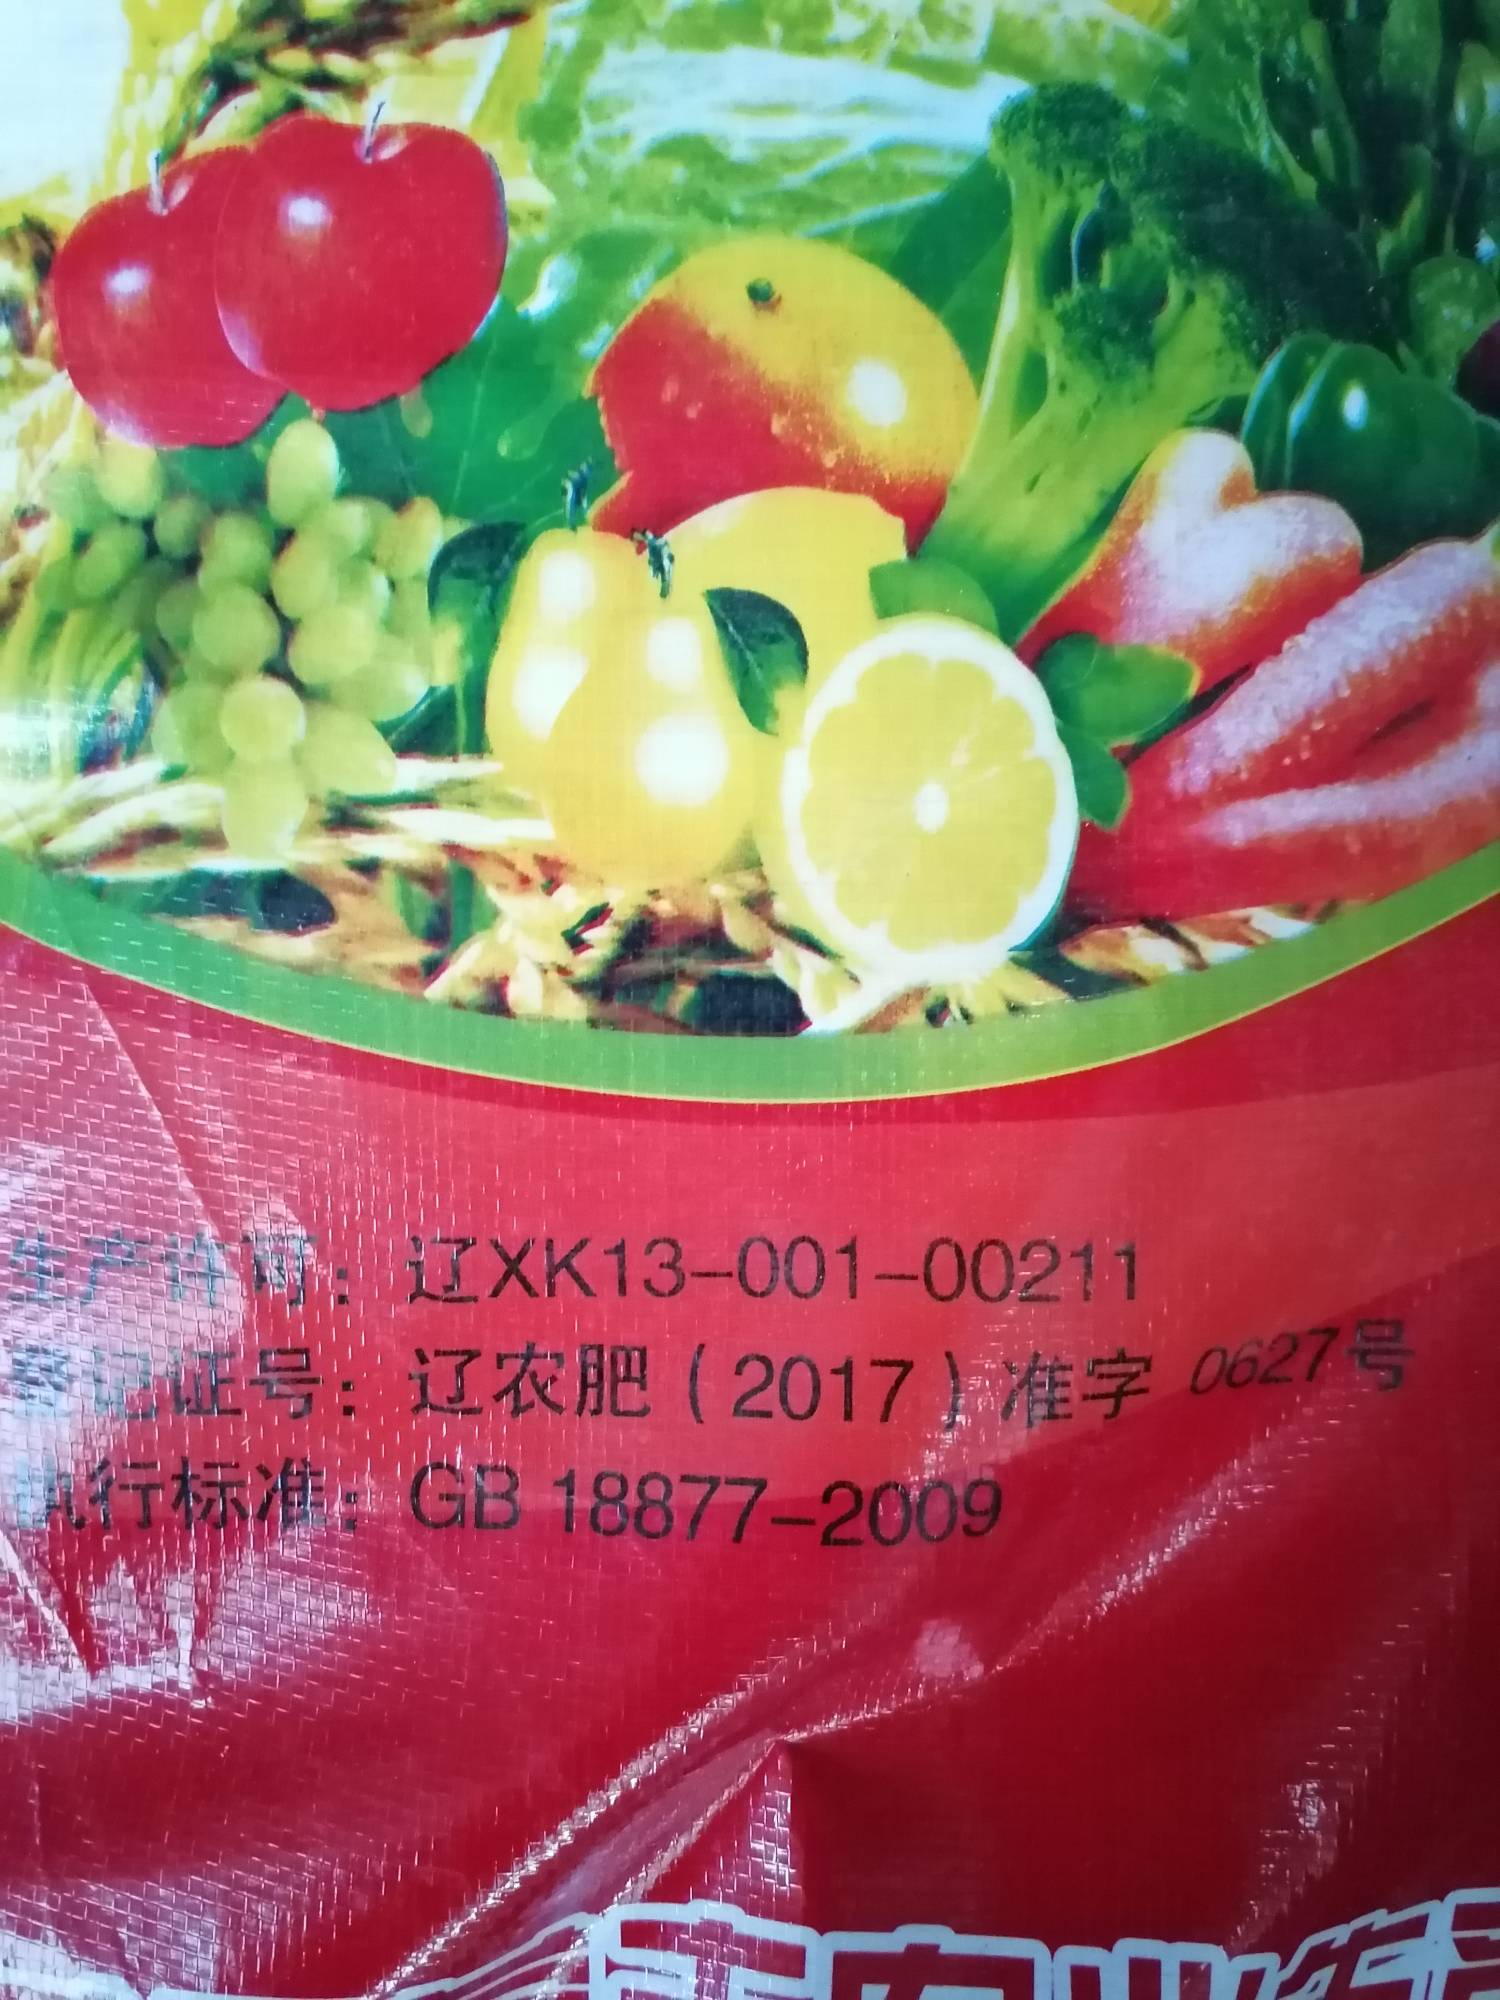 生产许可：辽XK13-001-00211
登记证号：辽农肥（2017）准字 0627号
执行标准：GB 18877-2009